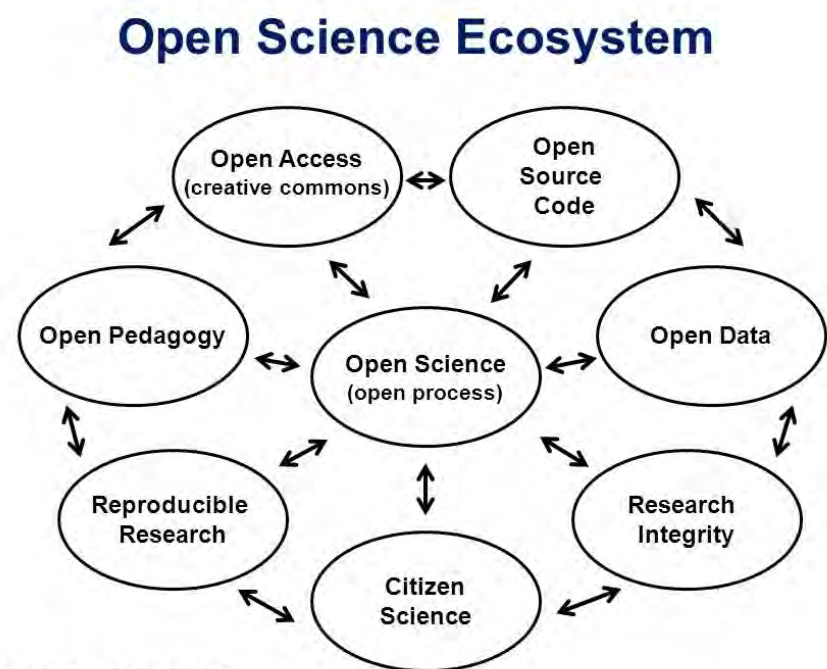 Open Science Ecosystem
Open Access
(creative commons)
Open
Source
Code
Open Pedagogy
Open Science
(open process)
Open Data
Reproducible
Research
Citizen
Science
Research
Integrity